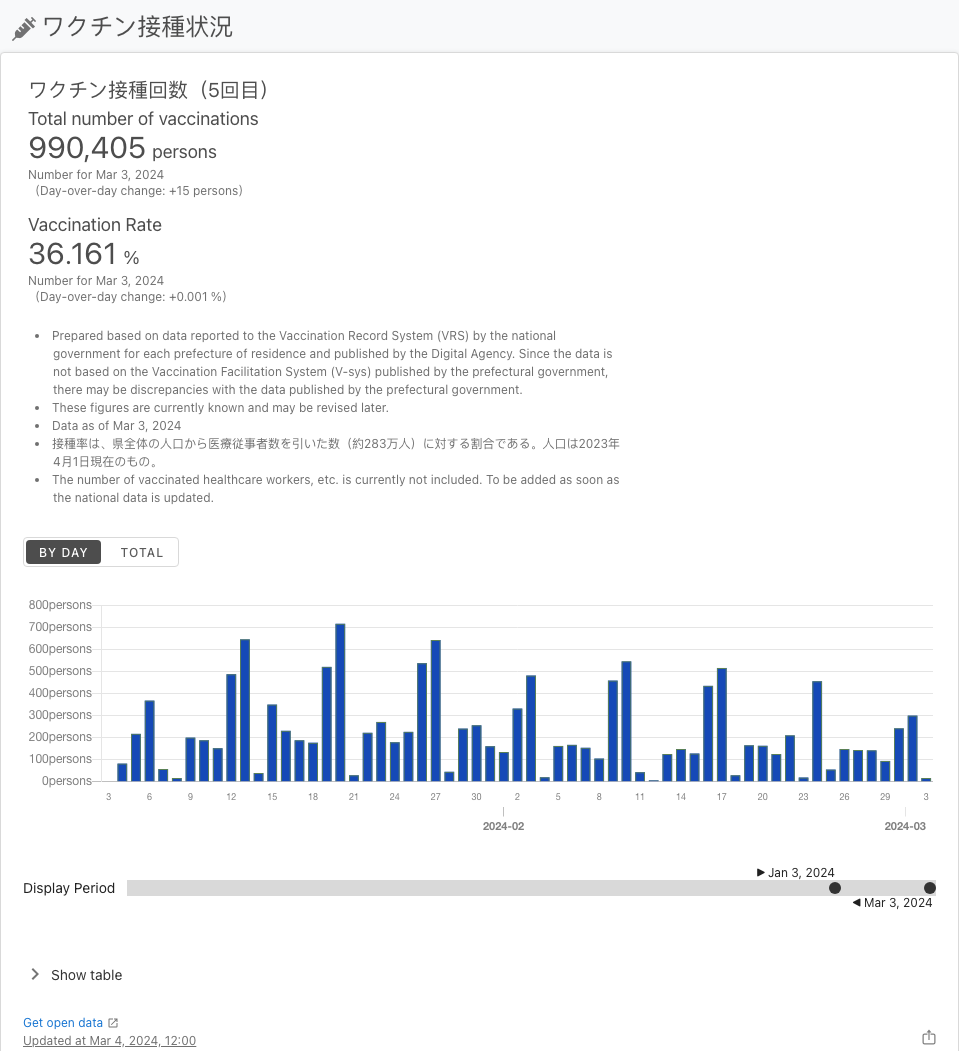 ワクチン接種状況
ワクチン接種回数（5回目）
Total number of vaccinations
990,405 persons
Number for Mar 3, 2024
（Day-over-day change: +15 persons）
Vaccination Rate
36.161 %
Number for Mar 3, 2024
（Day-over-day change: +0.001 %）
• Prepared based on data reported to the Vaccination Record System (VRS) by the national
government for each prefecture of residence and published by the Digital Agency. Since the data is
not based on the Vaccination Facilitation System (V-sys) published by the prefectural government,
there may be discrepancies with the data published by the prefectural government.
• These figures are currently known and may be revised later.
• Data as of Mar 3, 2024
• 接種率は、県全体の人口から医療従事者数を引いた数（約283万人）に対する割合である。人口は2023年
4月1日現在のもの。
• The number of vaccinated healthcare workers, etc. is currently not included. To be added as soon as
the national data is updated.
BY DAY TOTAL
800persons
700persons
600persons
500persons
400persons
300persons
200persons
100persons
0persons
3 6 9 12 15 18 21 24 27 30 2 5 8 11 14 17 20 23 26 29 3
2024-02 2024-03
Jan 3, 2024
Display Period
Mar 3, 2024
Show table
Get open data
Updated at Mar 4, 2024, 12:00